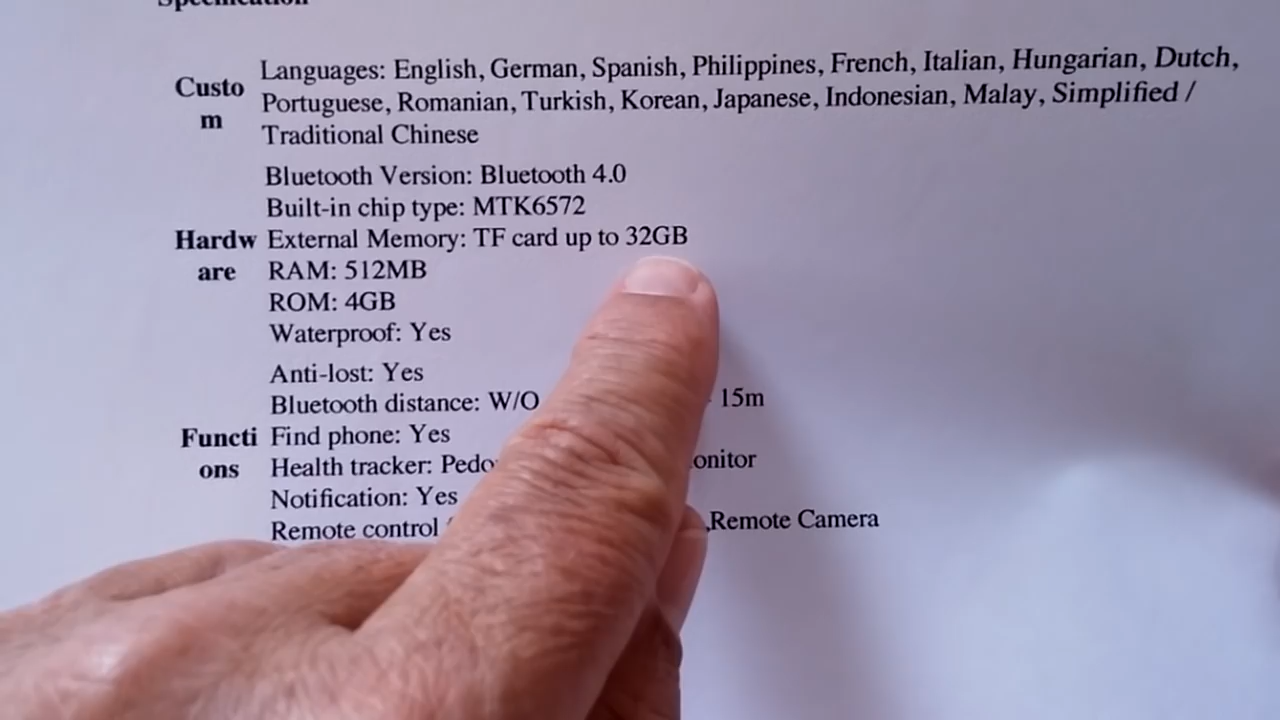 Specification
Custo
m
Languages: English, German, Spanish, Philippines, French, Italian, Hungarian, Dutch,
Portuguese, Romanian, Turkish, Korean, Japanese, Indonesian, Malay, Simplified /
Traditional Chinese
Hardw
are
Bluetooth Version: Bluetooth 4.0
Built-in chip type: MTK6572
External Memory: TF card up to 32GB
RAM: 512MB
ROM: 4GB
Waterproof: Yes
Functi
ons
Anti-lost: Yes
Bluetooth distance: W/O 15m
Find phone: Yes
Health tracker:
Notification: Yes
Remote control ,Remote Camera